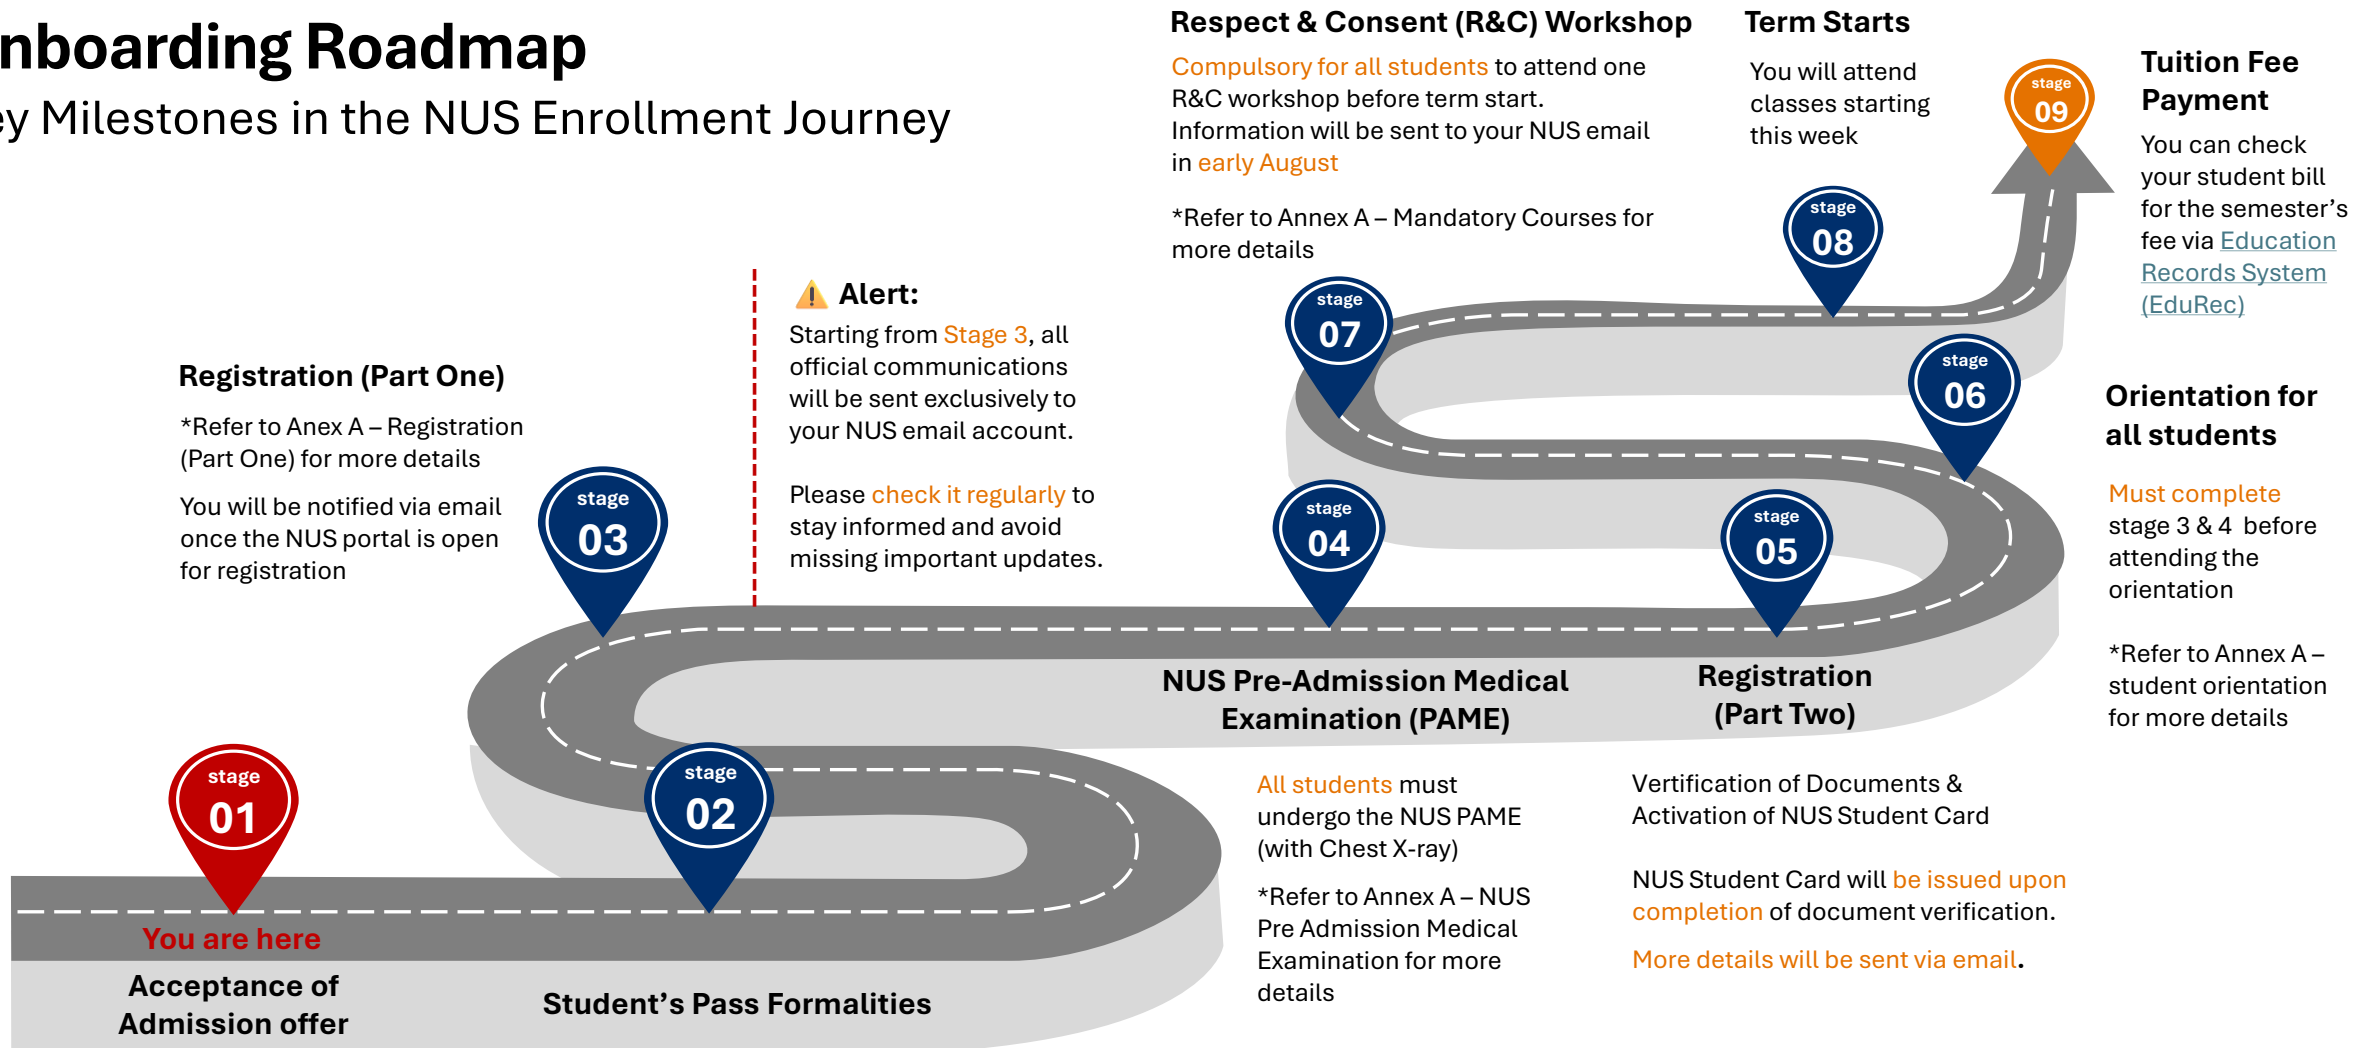 nboarding Roadmap
ey Milestones in the NUS Enrollment Journey
stage
01
You are here
Acceptance of
Admission offer
stage
02
Student's Pass Formalities
Registration (Part One)
*Refer to Anex A – Registration
(Part One) for more details
You will be notified via email
once the NUS portal is open
for registration
stage
03
⚠ Alert:
Starting from Stage 3, all
official communications
will be sent exclusively to
your NUS email account.
Please check it regularly to
stay informed and avoid
missing important updates.
stage
04
NUS Pre-Admission Medical
Examination (PAME)
All students must
undergo the NUS PAME
(with Chest X-ray)
*Refer to Annex A – NUS
Pre Admission Medical
Examination for more
details
stage
05
Registration
(Part Two)
Vertification of Documents &
Activation of NUS Student Card
NUS Student Card will be issued upon
completion of document verification.
More details will be sent via email.
stage
06
Orientation for
all students
Must complete
stage 3 & 4 before
attending the
orientation
*Refer to Annex A –
student orientation
for more details
Respect & Consent (R&C) Workshop
Compulsory for all students to attend one
R&C workshop before term start.
Information will be sent to your NUS email
in early August
*Refer to Annex A – Mandatory Courses for
more details
stage
07
Term Starts
You will attend
classes starting
this week
stage
08
stage
09
Tuition Fee
Payment
You can check
your student bill
for the semester's
fee via Education
Records System
(EduRec)